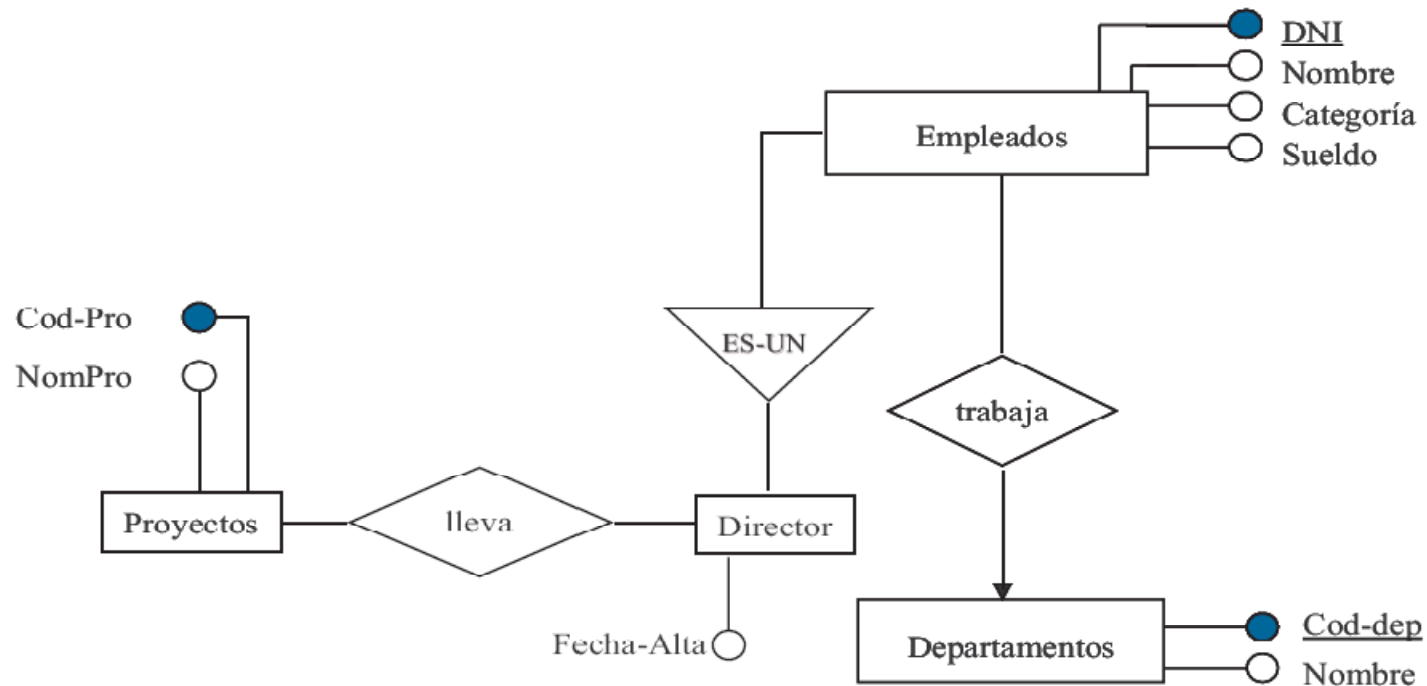 DNI
Nombre
Categoría
Sueldo
Empleados
Cod-Pro
NomPro
ES-UN
trabaja
Proyectos
lleva
Director
Fecha-Alta
Departamentos
Cod-dep
Nombre